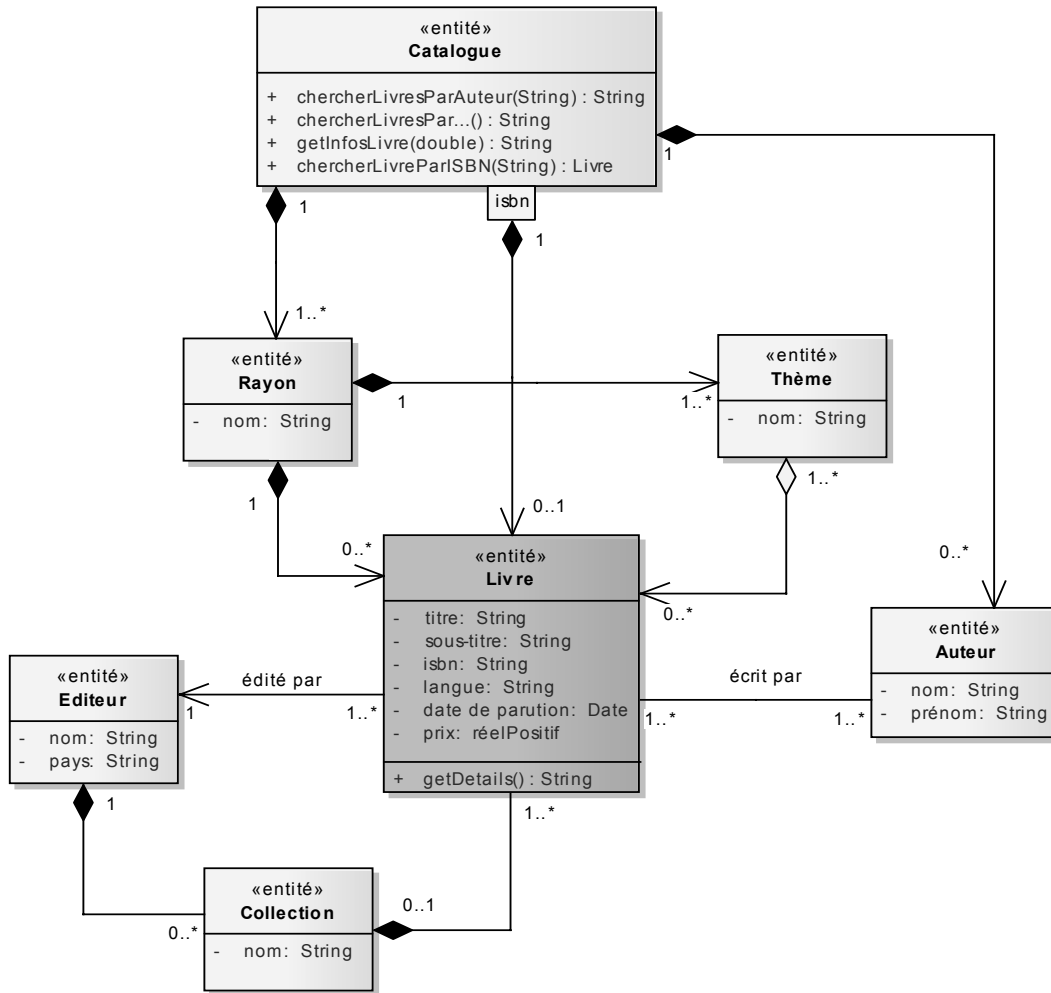 «entité»
Catalogue
+ chercherLivresParAuteur(String) : String
+ chercherLivresPar...() : String
+ getInfosLivre(double) : String
+ chercherLivreParISBN(String) : Livre
isbn
1
1
1
1..*
0..1
0..*
«entité»
Rayon
- nom: String
1
1..*
«entité»
Thème
- nom: String
1
0..*
1..*
0..*
«entité»
Livre
- titre: String
- sous-titre: String
- isbn: String
- langue: String
- date de parution: Date
- prix: réelPositif
+ getDetails() : String
«entité»
Auteur
- nom: String
- prénom: String
écrit par
1..*
1..*
édité par
1
1..*
«entité»
Editeur
- nom: String
- pays: String
1
0..*
«entité»
Collection
- nom: String
0..1
1..*